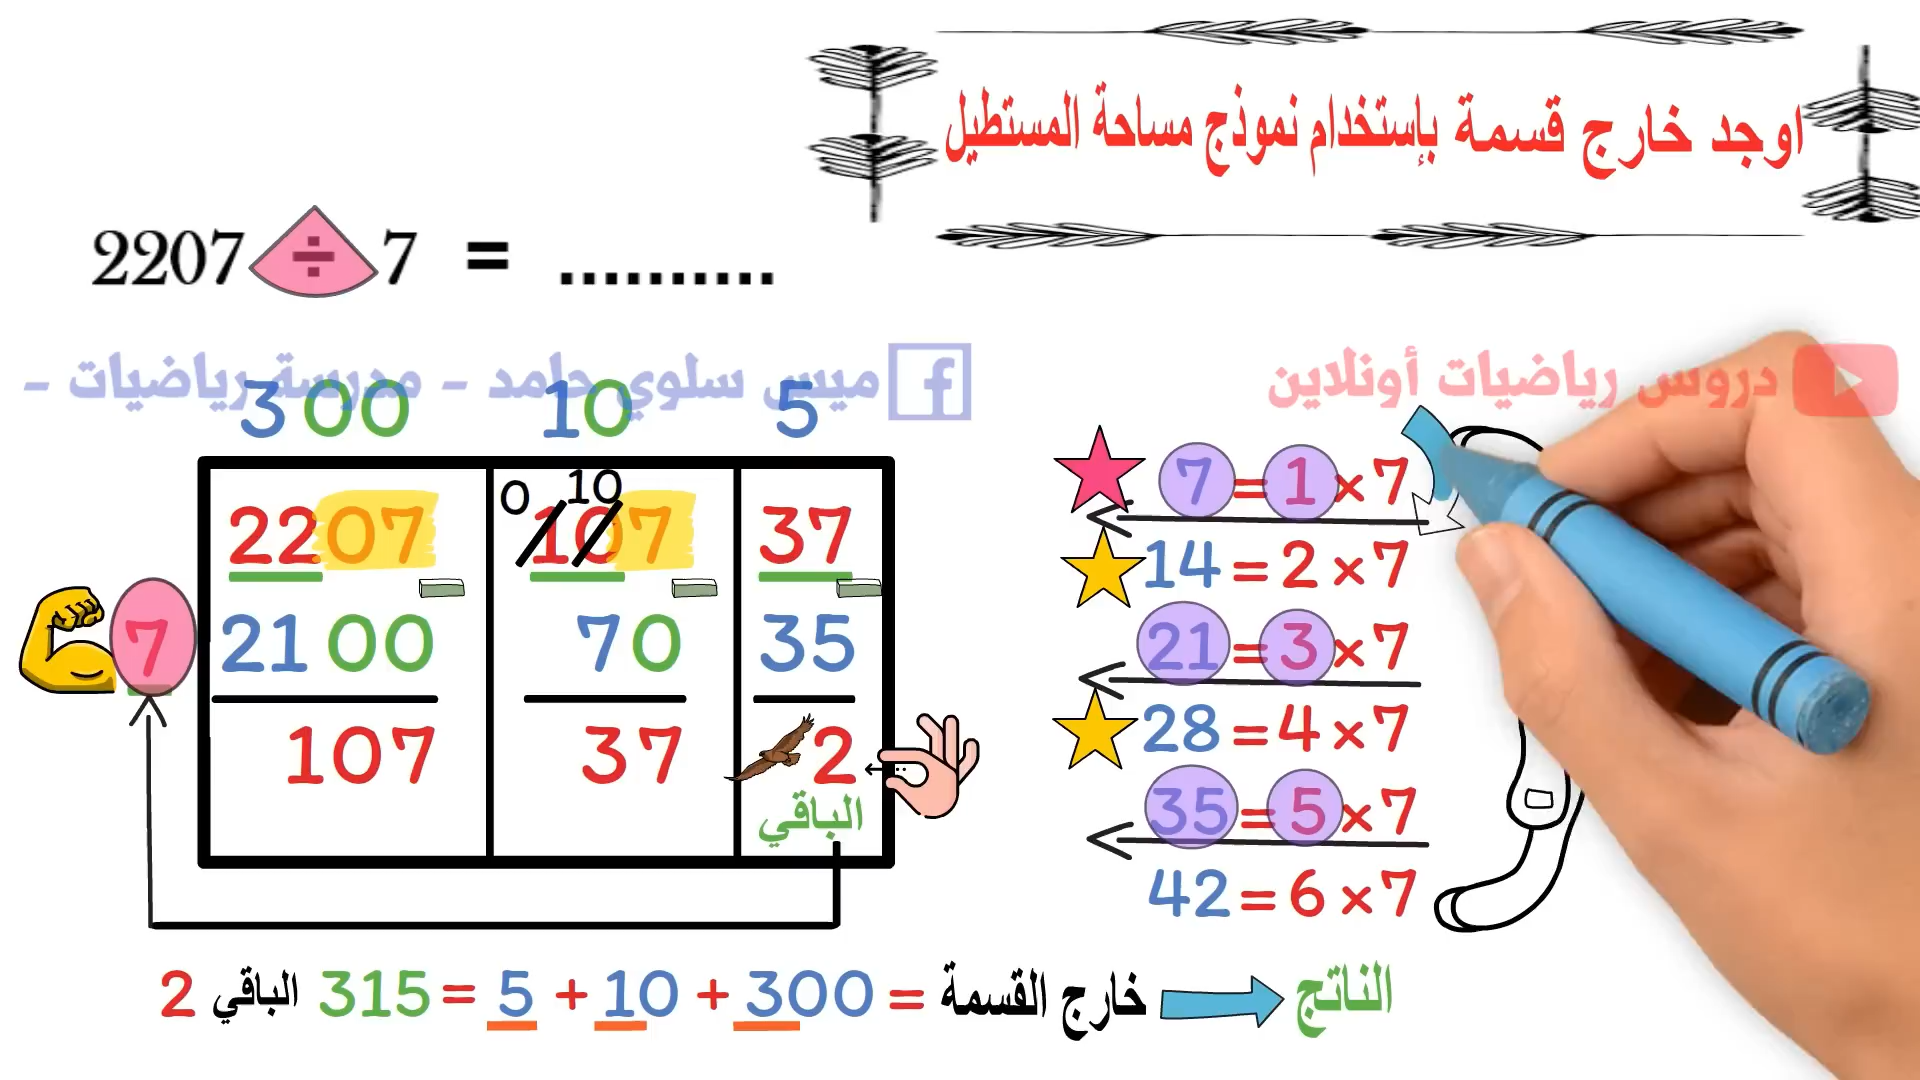 اوجد خارج قسمة بإستخدام نموذج مساحة المستطيل
2207 ÷ 7 = ..........
ميس سلوي حامد - مدرسة رياضيات -
دروس رياضيات أونلاين
300 10 5
2207 0 10 107 37
7 2100 70 35
107 37 2
الباقي
7 = 1 × 7
14 = 2 × 7
21 = 3 × 7
28 = 4 × 7
35 = 5 × 7
42 = 6 × 7
الناتج خارج القسمة = 300 + 10 + 5 = 315 الباقي 2